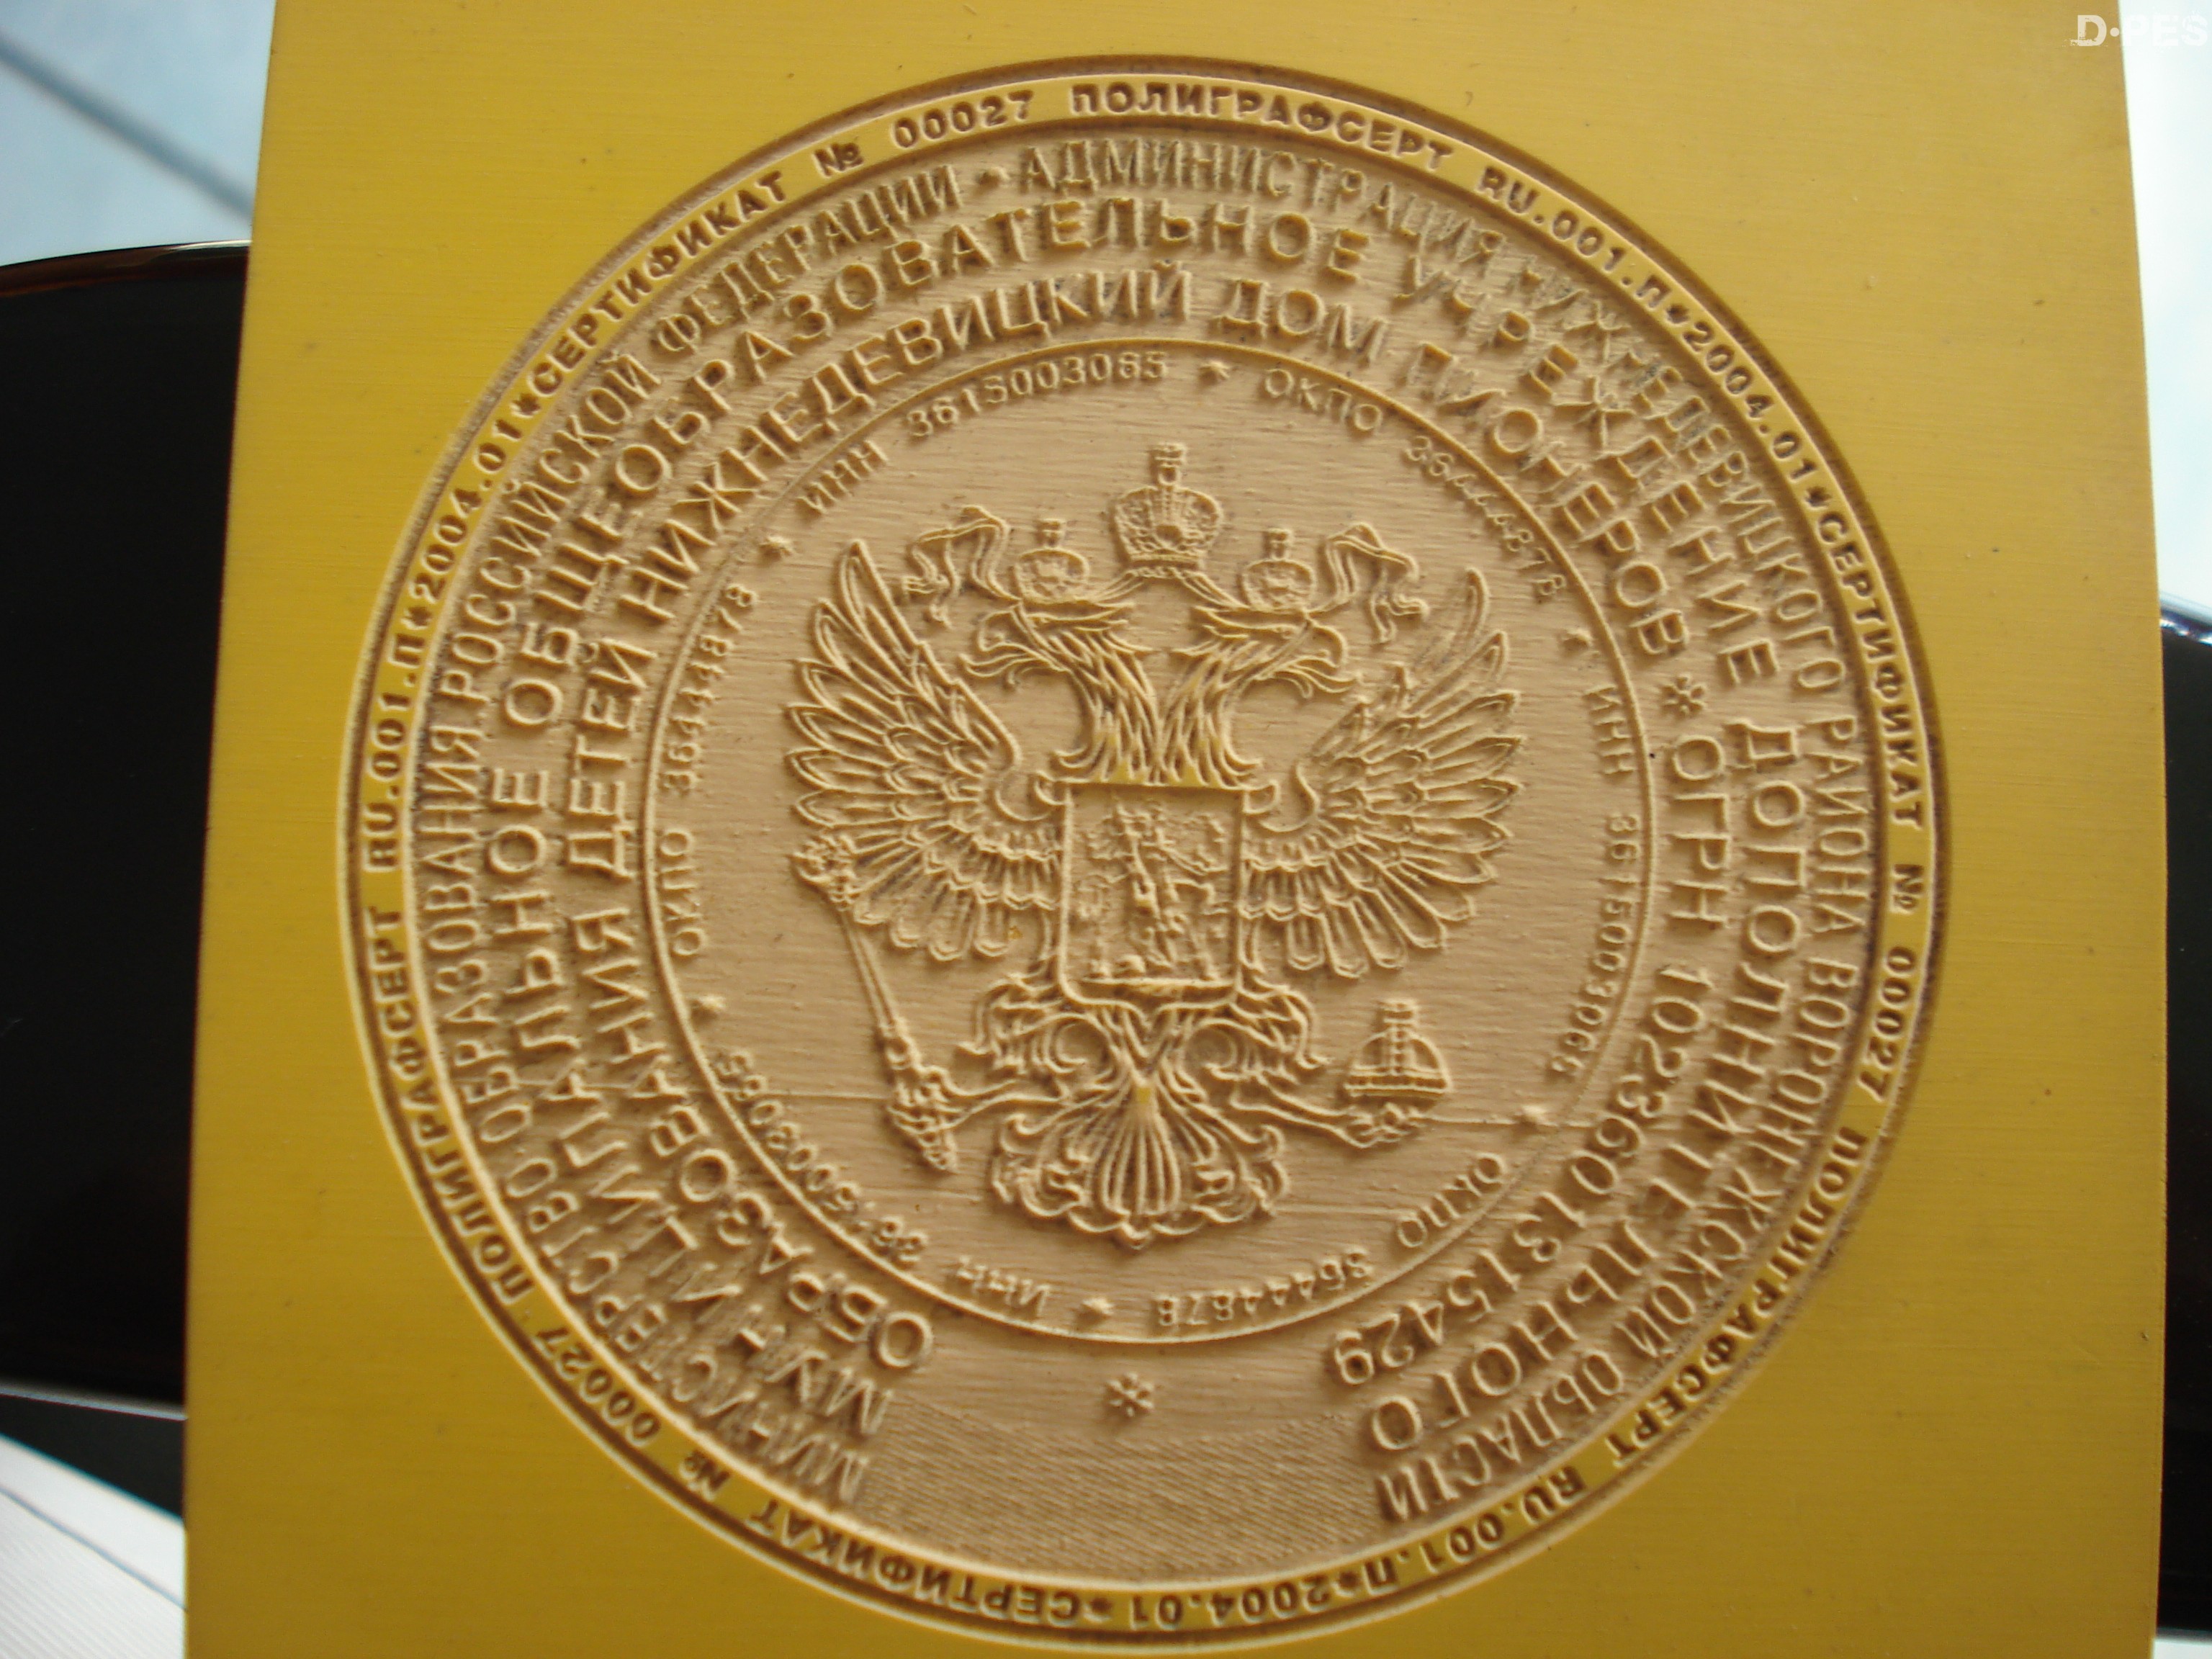 D·PES
ПОЛИГРАФСЕРТ RU.001.П*2004.01*СЕРТИФИКАТ № 00027 ПОЛИГРАФСЕРТ RU.001.П*2004.01*СЕРТИФИКАТ № 00027 ПОЛИГРАФСЕРТ RU.001.П*2004.01*СЕРТИФИКАТ № 00027
МИНИСТЕРСТВО ОБРАЗОВАНИЯ РОССИЙСКОЙ ФЕДЕРАЦИИ * АДМИНИСТРАЦИЯ НИЖНЕДЕВИЦКОГО РАЙОНА ВОРОНЕЖСКОЙ ОБЛАСТИ
МУНИЦИПАЛЬНОЕ ОБЩЕОБРАЗОВАТЕЛЬНОЕ УЧРЕЖДЕНИЕ ДОПОЛНИТЕЛЬНОГО
ОБРАЗОВАНИЯ ДЕТЕЙ НИЖНЕДЕВИЦКИЙ ДОМ ПИОНЕРОВ * ОГРН 1023601315429 *
ИНН 3615003065 * ОКПО 36444878 * ИНН 3615003065 * ОКПО 36444878 * ИНН 3615003065 * ОКПО 36444878 *